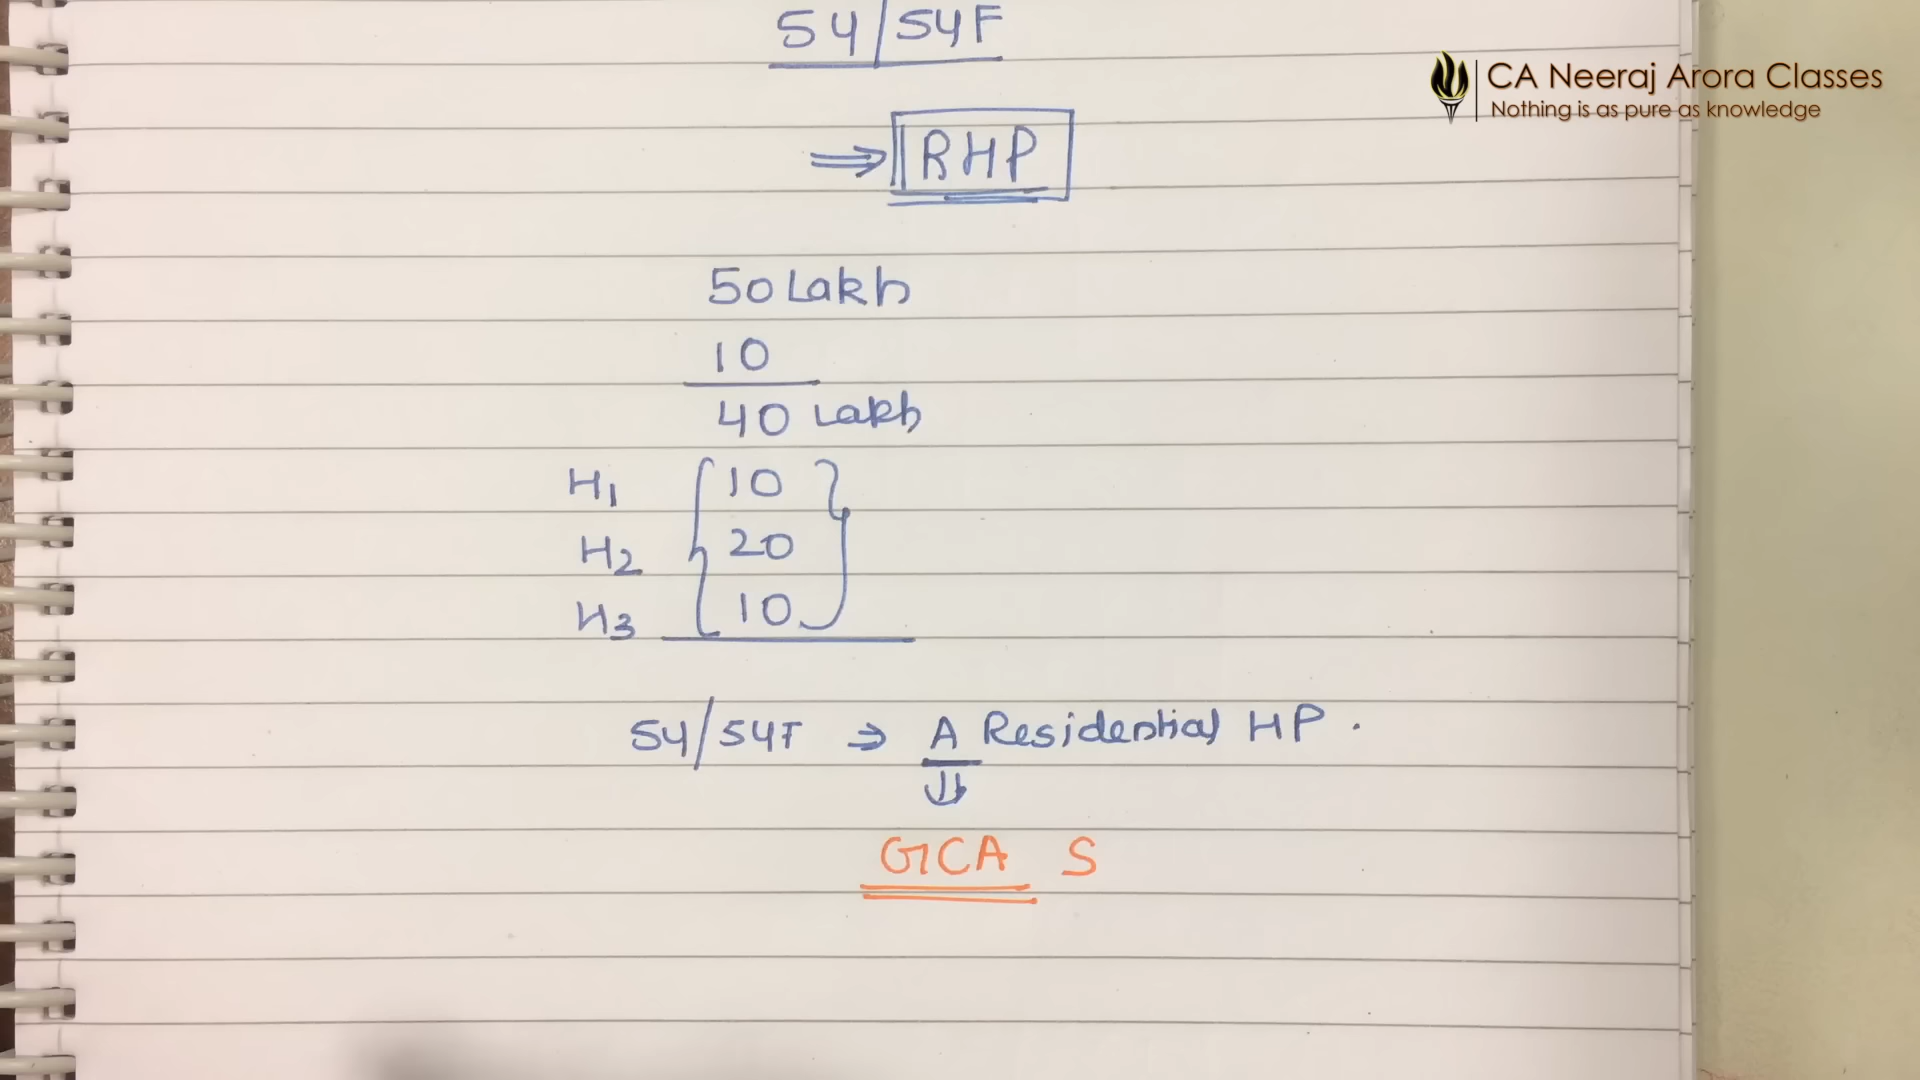 54/54F
CA Neeraj Arora Classes
Nothing is as pure as knowledge
⇒ RHP
50 Lakh
10
40 Lakh
H1 10
H2 20
H3 10
54/54F ⇒ A Residential HP.
⇓
GCA S